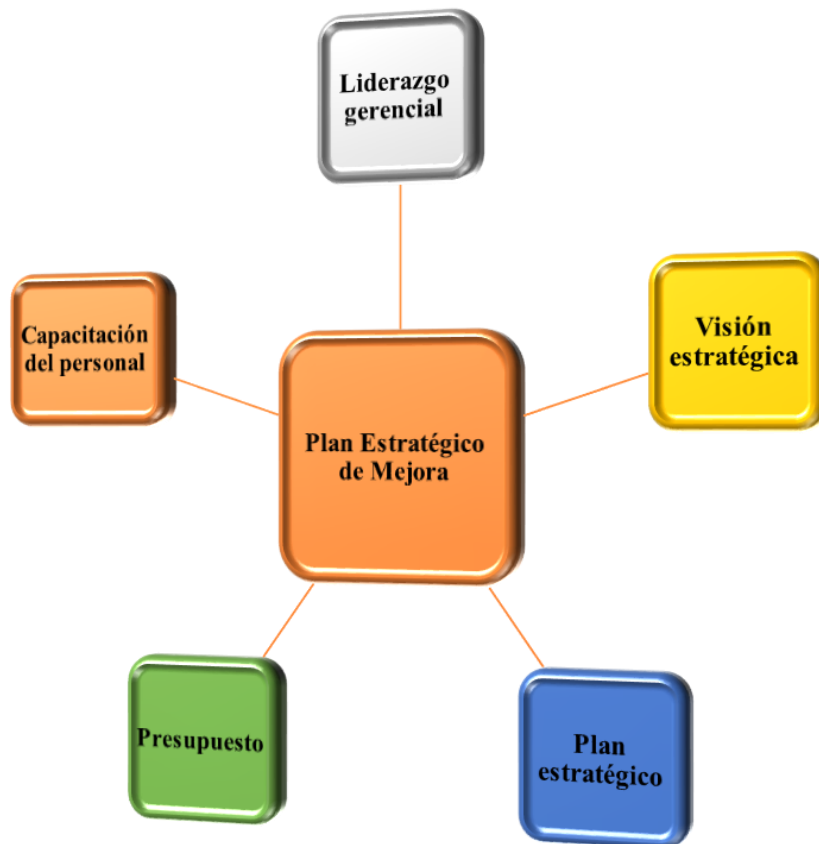 Liderazgo
gerencial
Capacitación
del personal
Visión
estratégica
Plan Estratégico
de Mejora
Presupuesto
Plan
estratégico